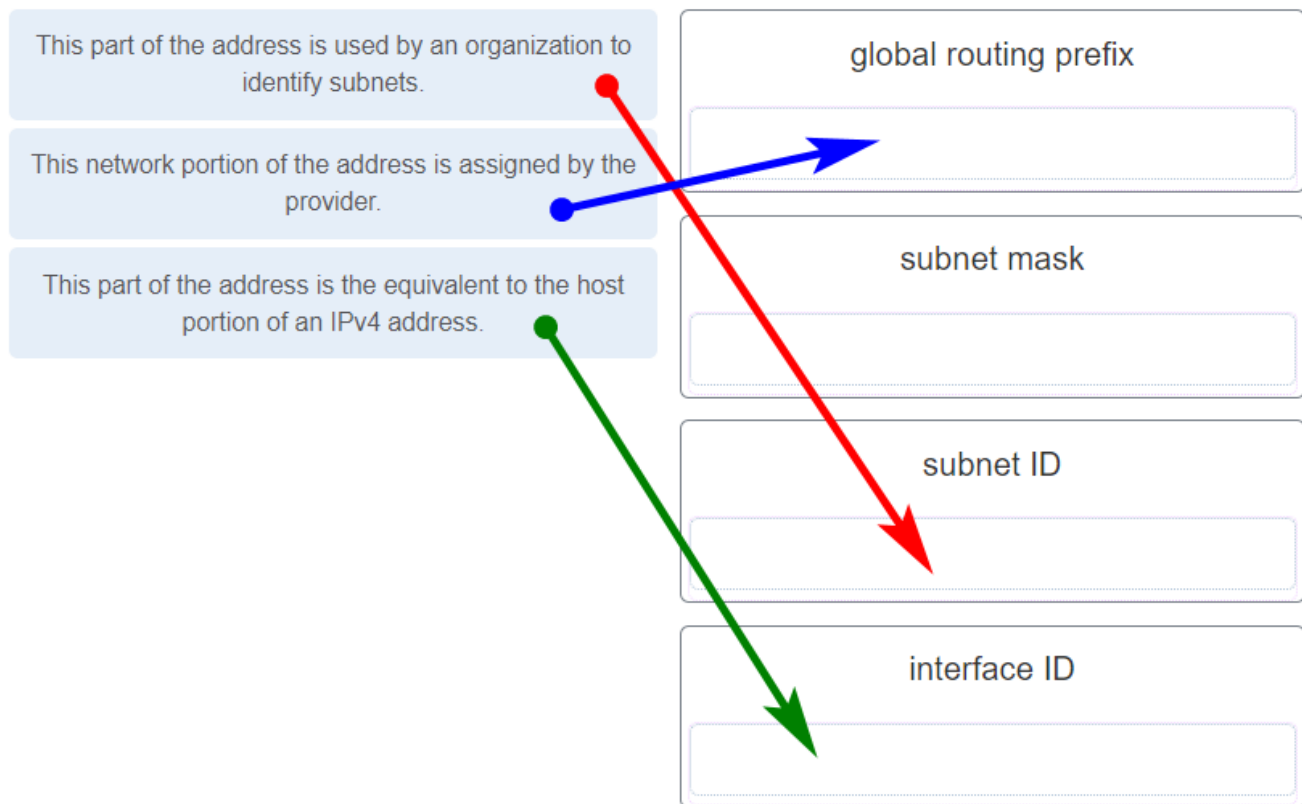 This part of the address is used by an organization to
identify subnets.
This network portion of the address is assigned by the
provider.
This part of the address is the equivalent to the host
portion of an IPv4 address.
global routing prefix
subnet mask
subnet ID
interface ID